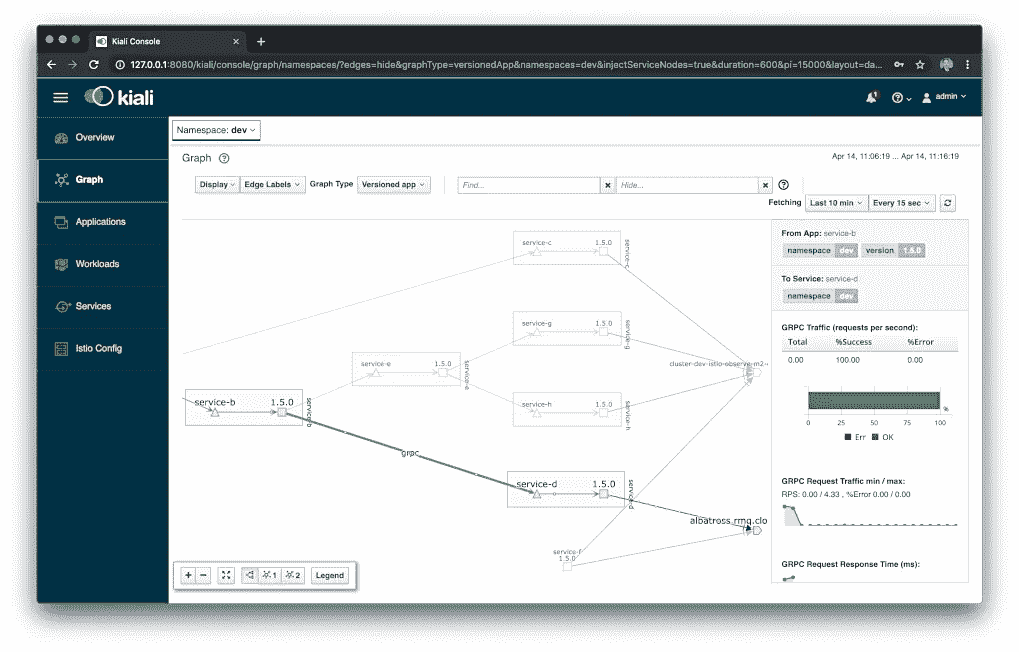 Kiali Console
127.0.0.1:8080/kiali/console/graph/namespaces/?edges=hide&graphType=versionedApp&namespaces=dev&injectServiceNodes=true&duration=600&pi=15000&layout=da...
kiali
1
admin
Overview
Graph
Applications
Workloads
Services
Istio Config
Namespace: dev
Graph
Apr 14, 11:06:19 ... Apr 14, 11:16:19
Display
Edge Labels
Graph Type
Versioned app
Find...
Hide...
Fetching
Last 10 min
Every 15 sec
service-c
1.5.0
service-c
service-g
1.5.0
service-g
service-e
1.5.0
service-e
cluster-dev-istio-observe-m2-
service-b
1.5.0
service-b
service-h
1.5.0
service-h
grpc
service-d
1.5.0
service-d
albatross.rmq.clo
service-f
1.5.0
1
2
Legend
From App: service-b
namespace dev version 1.5.0
To Service: service-d
namespace dev
GRPC Traffic (requests per second):
Total %Success %Error
0.00 100.00 0.00
%
0 25 50 75 100
Err OK
GRPC Request Traffic min / max:
RPS: 0.00 / 4.33 , %Error 0.00 / 0.00
GRPC Request Response Time (ms):